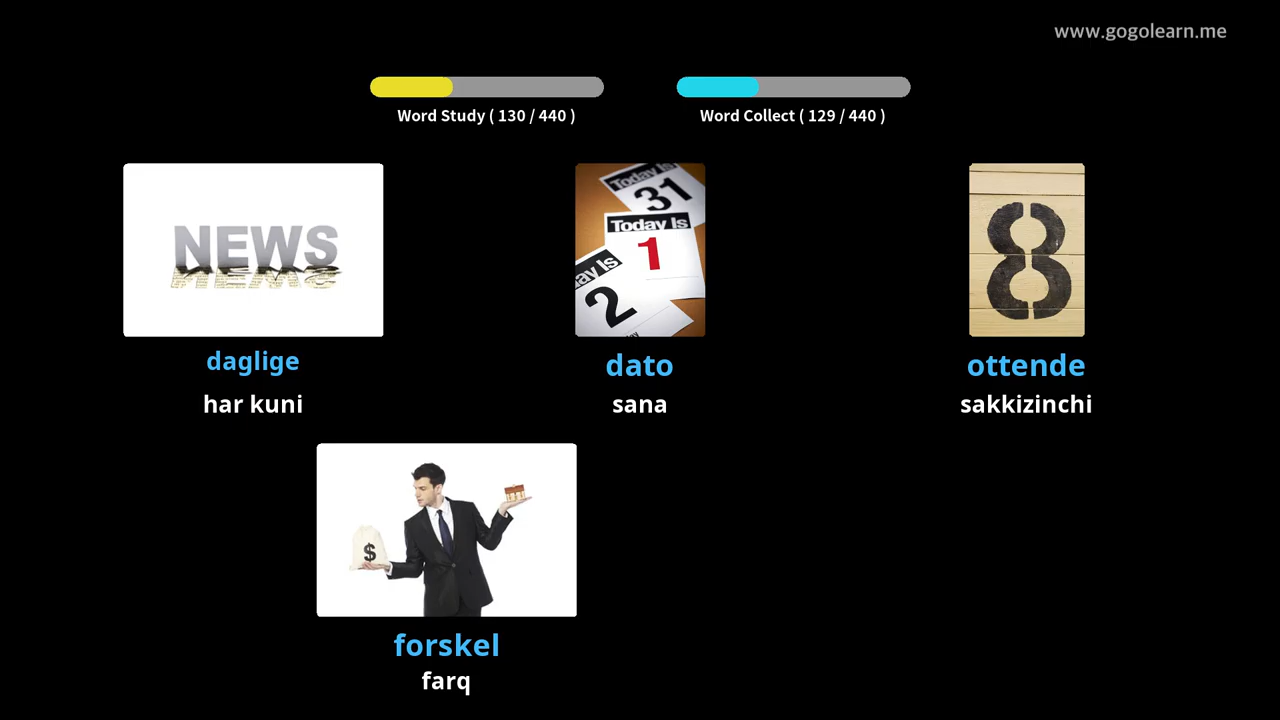 www.gogolearn.me
Word Study ( 130 / 440 )
Word Collect ( 129 / 440 )
NEWS
Today Is
31
Today Is
1
ay Is
2
8
daglige
dato
ottende
har kuni
sana
sakkizinchi
$
forskel
farq